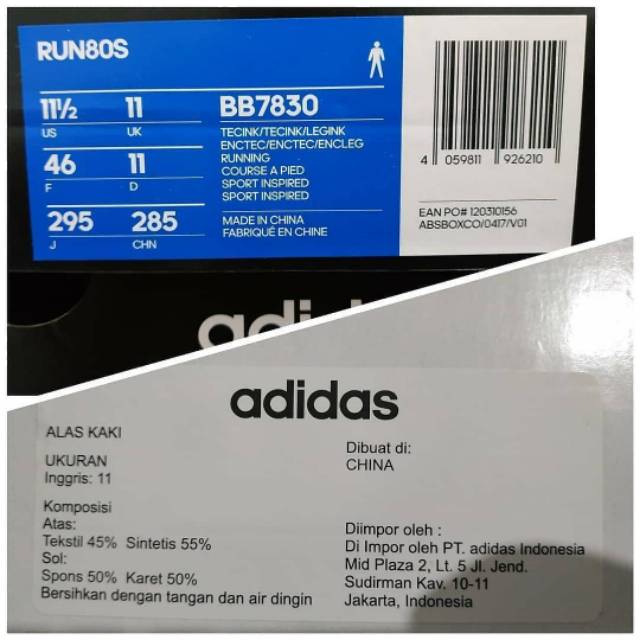 RUN80S
11½ 11
US UK
46 11
F D
295 285
J CHN
BB7830
TECINK/TECINK/LEGINK
ENCTEC/ENCTEC/ENCLEG
RUNNING
COURSE A PIED
SPORT INSPIRED
SPORT INSPIRED
MADE IN CHINA
FABRIQUÉ EN CHINE
4 059811 926210
EAN PO# 120310156
ABSBOXCO/0417/V01
adi
adidas
ALAS KAKI
UKURAN
Inggris: 11
Komposisi
Atas:
Tekstil 45% Sintetis 55%
Sol:
Spons 50% Karet 50%
Bersihkan dengan tangan dan air dingin
Dibuat di:
CHINA
Diimpor oleh :
Di Impor oleh PT. adidas Indonesia
Mid Plaza 2, Lt. 5 Jl. Jend.
Sudirman Kav. 10-11
Jakarta, Indonesia